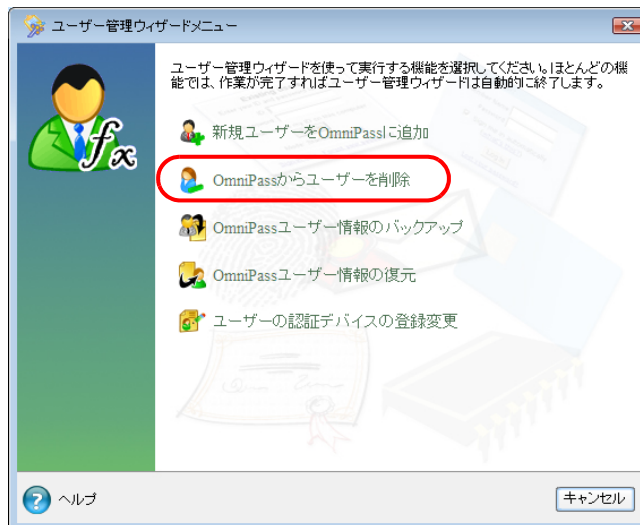 ユーザー管理ウィザードメニュー
ユーザー管理ウィザードを使って実行する機能を選択してください。ほとんどの機
能では、作業が完了すればユーザー管理ウィザードは自動的に終了します。
新規ユーザーをOmniPassに追加
OmniPassからユーザーを削除
OmniPassユーザー情報のバックアップ
OmniPassユーザー情報の復元
ユーザーの認証デバイスの登録変更
fx
ヘルプ
キャンセル